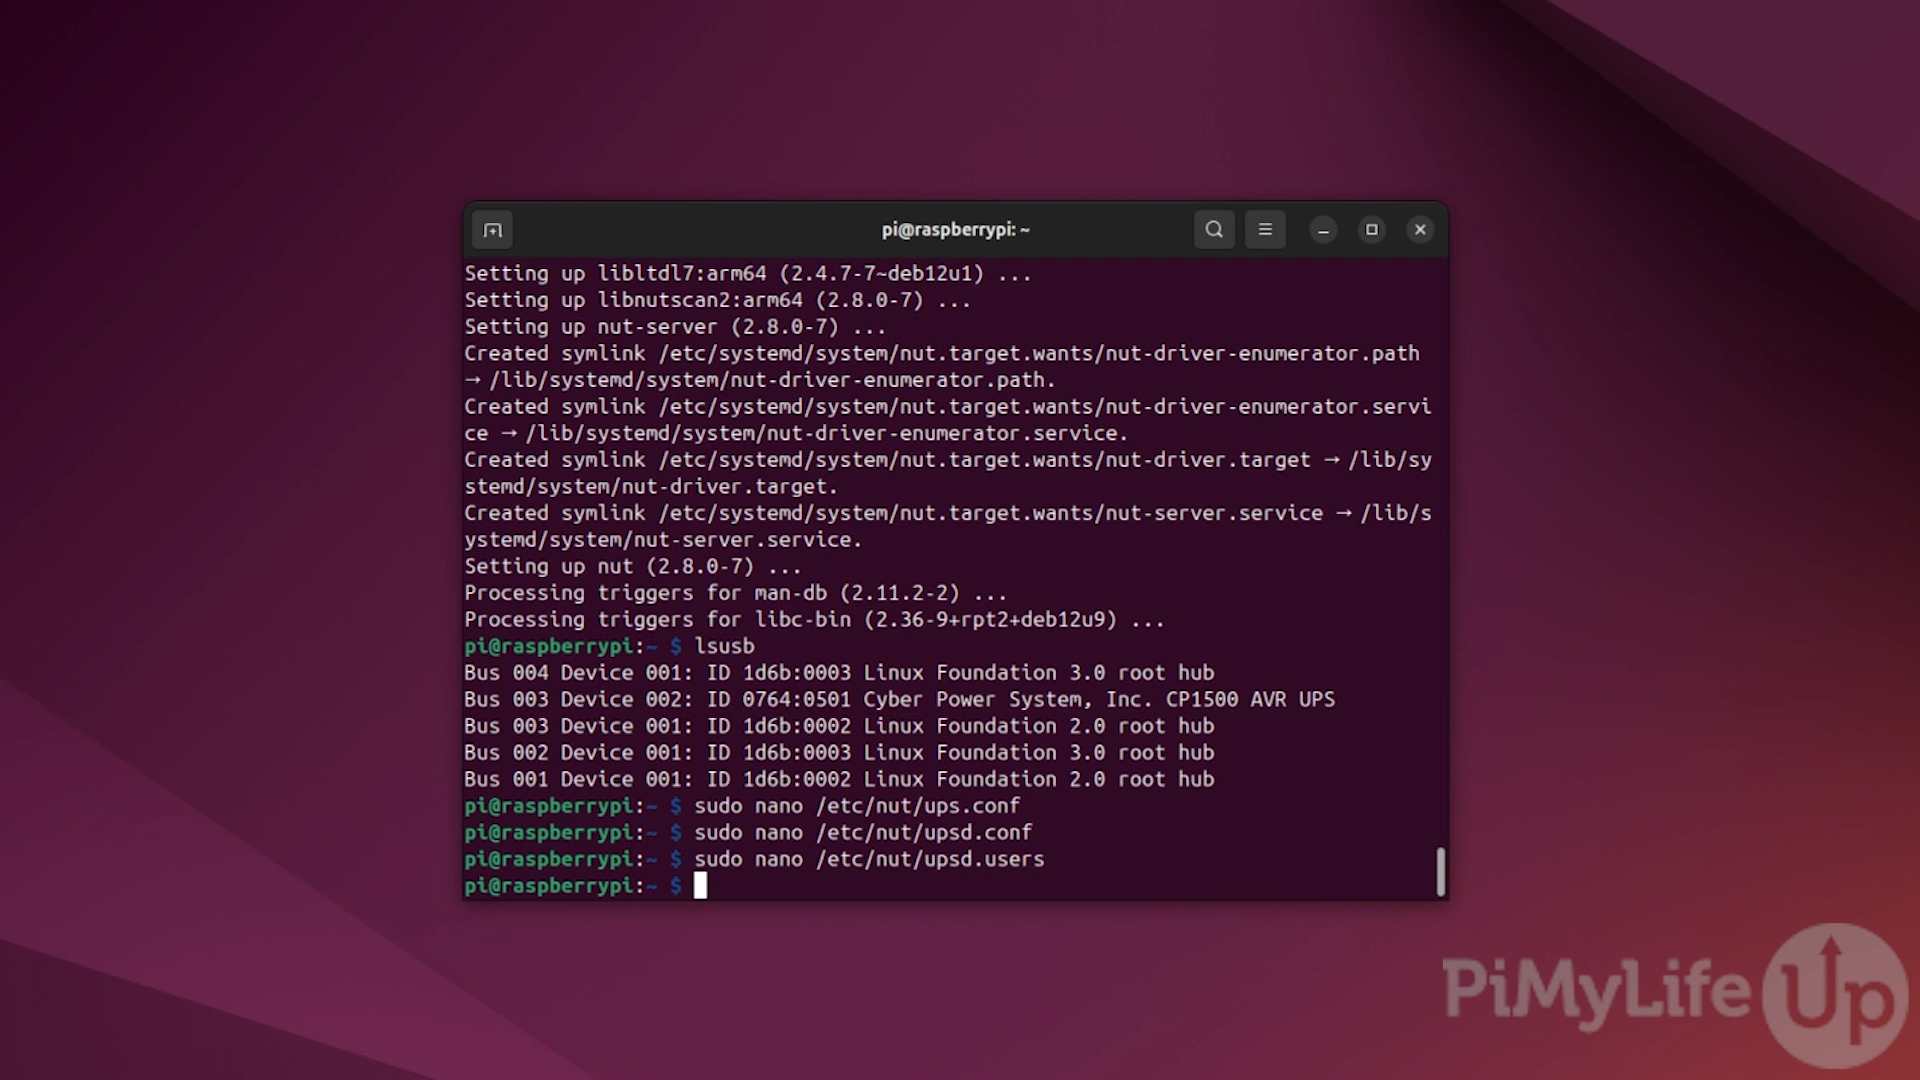 pi@raspberrypi: ~
Setting up libltdl7:arm64 (2.4.7-7~deb12u1) ...
Setting up libnutscan2:arm64 (2.8.0-7) ...
Setting up nut-server (2.8.0-7) ...
Created symlink /etc/systemd/system/nut.target.wants/nut-driver-enumerator.path
→ /lib/systemd/system/nut-driver-enumerator.path.
Created symlink /etc/systemd/system/nut.target.wants/nut-driver-enumerator.servi
ce → /lib/systemd/system/nut-driver-enumerator.service.
Created symlink /etc/systemd/system/nut.target.wants/nut-driver.target → /lib/sy
stemd/system/nut-driver.target.
Created symlink /etc/systemd/system/nut.target.wants/nut-server.service → /lib/s
ystemd/system/nut-server.service.
Setting up nut (2.8.0-7) ...
Processing triggers for man-db (2.11.2-2) ...
Processing triggers for libc-bin (2.36-9+rpt2+deb12u9) ...
pi@raspberrypi:~ $ lsusb
Bus 004 Device 001: ID 1d6b:0003 Linux Foundation 3.0 root hub
Bus 003 Device 002: ID 0764:0501 Cyber Power System, Inc. CP1500 AVR UPS
Bus 003 Device 001: ID 1d6b:0002 Linux Foundation 2.0 root hub
Bus 002 Device 001: ID 1d6b:0003 Linux Foundation 3.0 root hub
Bus 001 Device 001: ID 1d6b:0002 Linux Foundation 2.0 root hub
pi@raspberrypi:~ $ sudo nano /etc/nut/ups.conf
pi@raspberrypi:~ $ sudo nano /etc/nut/upsd.conf
pi@raspberrypi:~ $ sudo nano /etc/nut/upsd.users
pi@raspberrypi:~ $
PiMyLifeUp